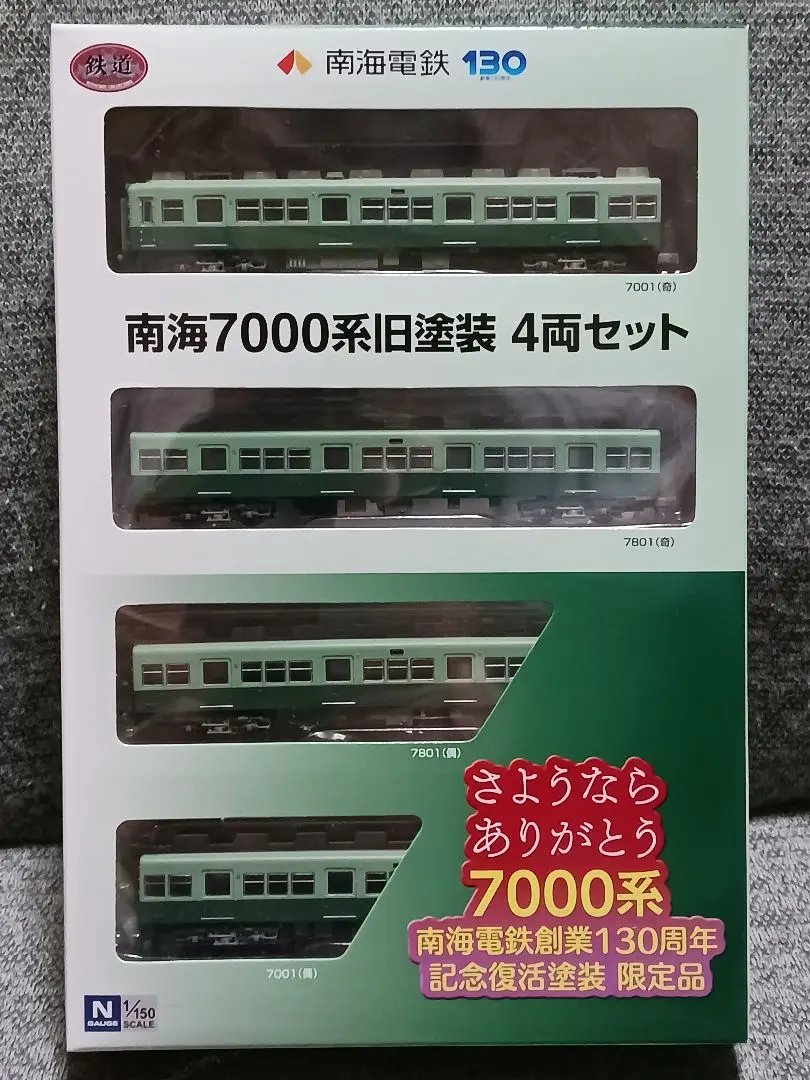 鉄道
南海電鉄 130
7001(奇)
南海7000系旧塗装 4両セット
7801(奇)
7801(偶)
7001(偶)
さようなら
ありがとう
7000系
南海電鉄創業130周年
記念復活塗装 限定品
N GAUGE 1/150 SCALE